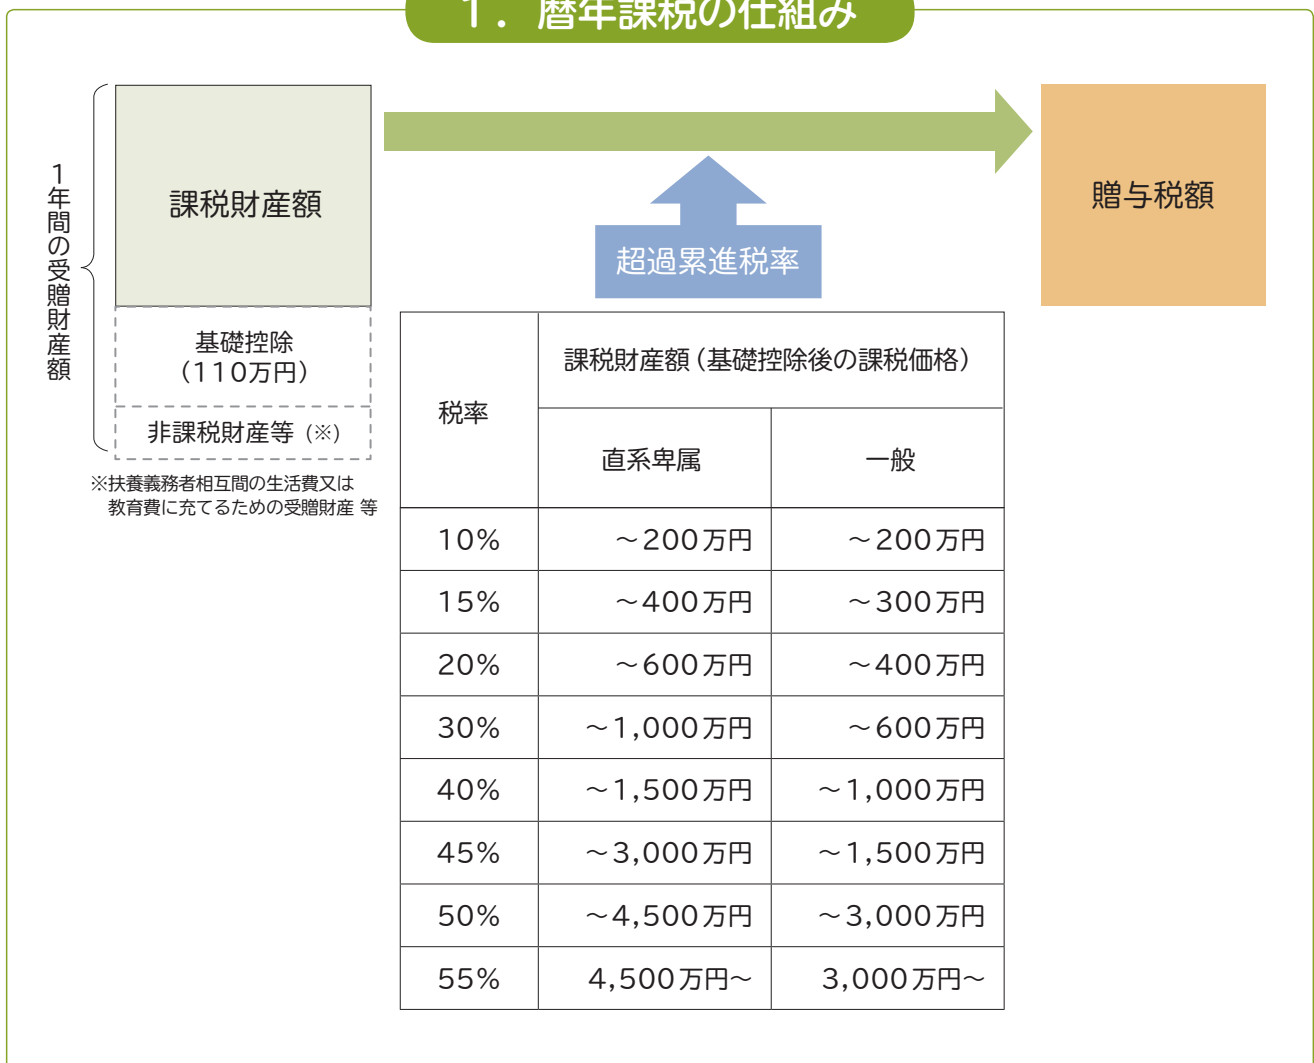 1. 暦年課税の仕組み
1年間の受贈財産額
課税財産額
基礎控除
(110万円)
非課税財産等 (※)
※扶養義務者相互間の生活費又は
教育費に充てるための受贈財産 等
超過累進税率
贈与税額
税率
課税財産額(基礎控除後の課税価格)
直系卑属 一般
10% ~200万円 ~200万円
15% ~400万円 ~300万円
20% ~600万円 ~400万円
30% ~1,000万円 ~600万円
40% ~1,500万円 ~1,000万円
45% ~3,000万円 ~1,500万円
50% ~4,500万円 ~3,000万円
55% 4,500万円~ 3,000万円~